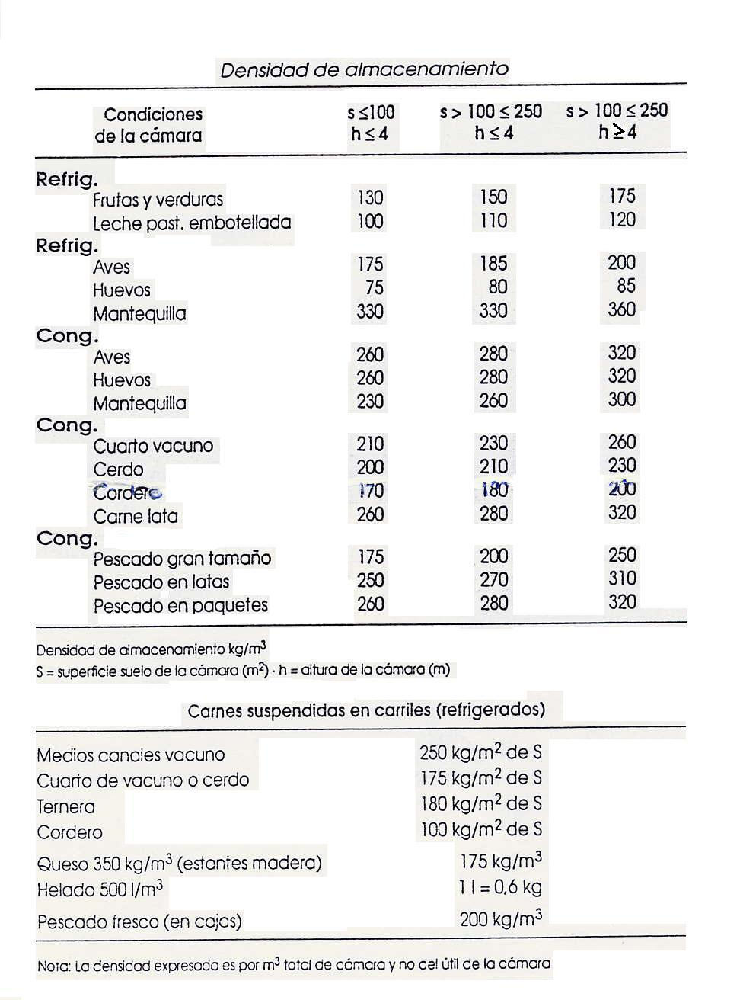 Densidad de almacenamiento
Condiciones de la cámara s ≤100 h ≤ 4 s > 100 ≤ 250 h ≤ 4 s > 100 ≤ 250 h ≥ 4
Refrig.
Frutas y verduras 130 150 175
Leche past. embotellada 100 110 120
Refrig.
Aves 175 185 200
Huevos 75 80 85
Mantequilla 330 330 360
Cong.
Aves 260 280 320
Huevos 260 280 320
Mantequilla 230 260 300
Cong.
Cuarto vacuno 210 230 260
Cerdo 200 210 230
Cordero 170 180 200
Carne lata 260 280 320
Cong.
Pescado gran tamaño 175 200 250
Pescado en latas 250 270 310
Pescado en paquetes 260 280 320
Densidad de almacenamiento kg/m³
S = superficie suelo de la cámara (m²) · h = altura de la cámara (m)
Carnes suspendidas en carriles (refrigerados)
Medios canales vacuno 250 kg/m² de S
Cuarto de vacuno o cerdo 175 kg/m² de S
Ternera 180 kg/m² de S
Cordero 100 kg/m² de S
Queso 350 kg/m³ (estantes madera) 175 kg/m³
Helado 500 l/m³ 1 l = 0,6 kg
Pescado fresco (en cajas) 200 kg/m³
Nota: La densidad expresada es por m³ total de cámara y no del útil de la cámara